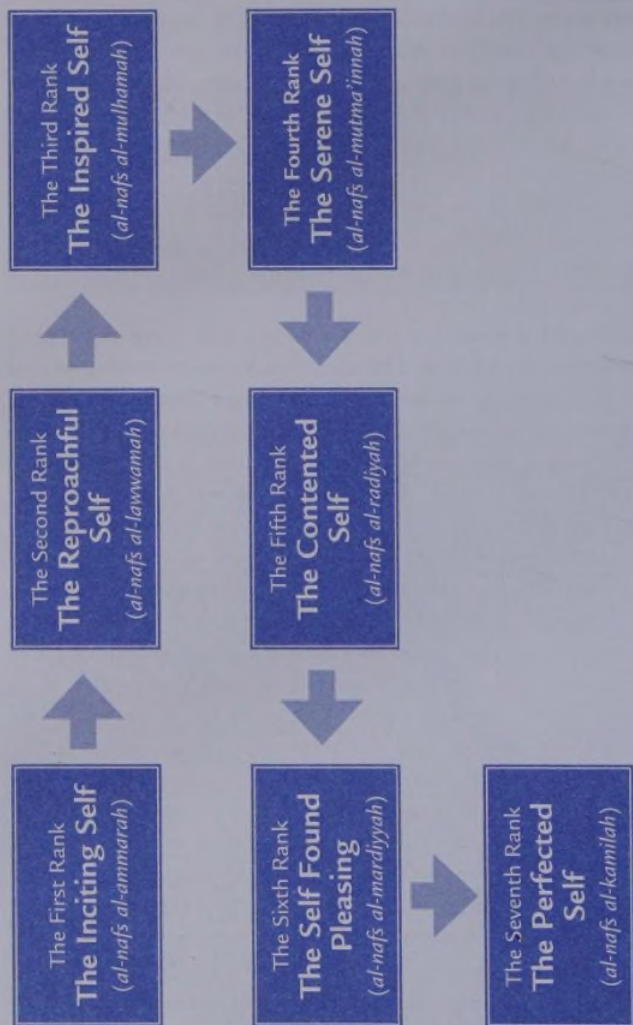 The First Rank
The Inciting Self
(al-nafs al-ammarah)
The Second Rank
The Reproachful
Self
(al-nafs al-lawwamah)
The Third Rank
The Inspired Self
(al-nafs al-mulhamah)
The Fourth Rank
The Serene Self
(al-nafs al-mutma'innah)
The Fifth Rank
The Contented
Self
(al-nafs al-radiyah)
The Sixth Rank
The Self Found
Pleasing
(al-nafs al-mardiyyah)
The Seventh Rank
The Perfected
Self
(al-nafs al-kamilah)